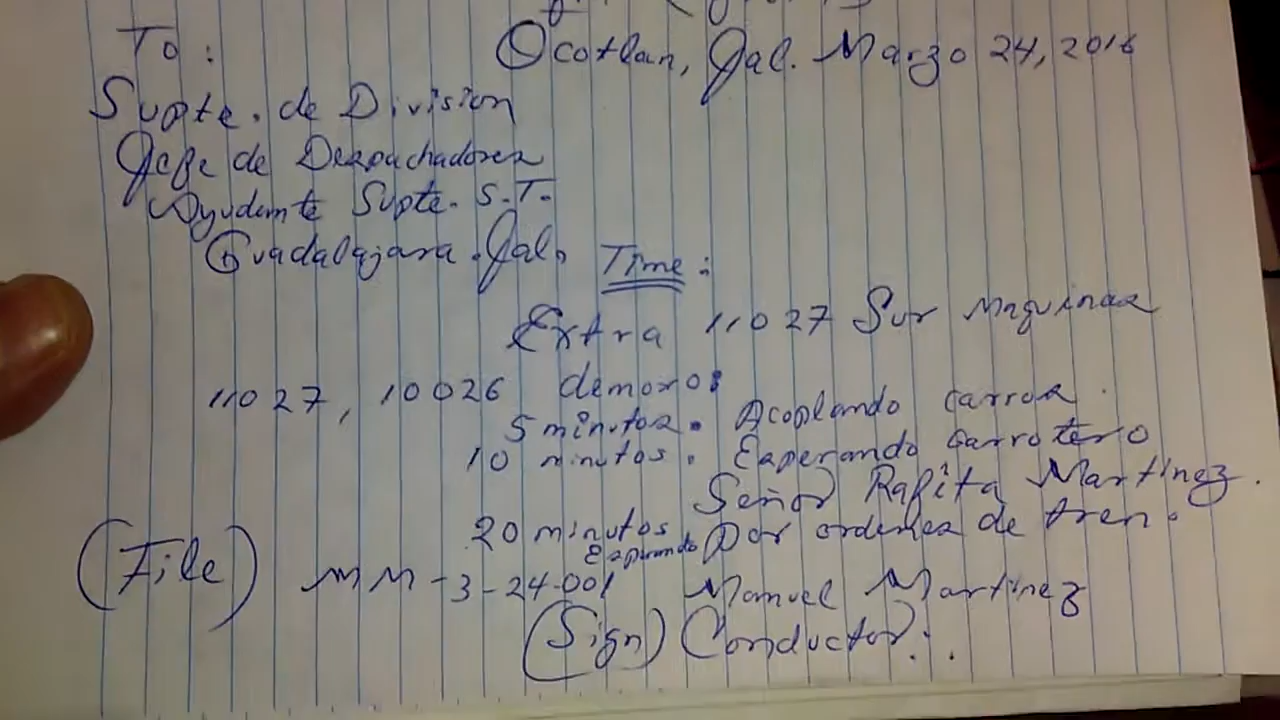 To :
Ocotlan, Jal. Marzo 24, 2016
Supte. de Division
Jefe de Despachadores
Ayudante Supte. S.T.
Guadalajara. Jal.
Time :
Extra 11027 Sur Maquinas
11027, 10026 demoro:
5 minutos. Acoplando carros.
10 minutos. Esperando Garrotero
Señor Rafita Martinez.
20 minutos Esperando Por ordenes de tren.
(File) MM-3-24-001 Manuel Martinez
(Sign) Conductor.